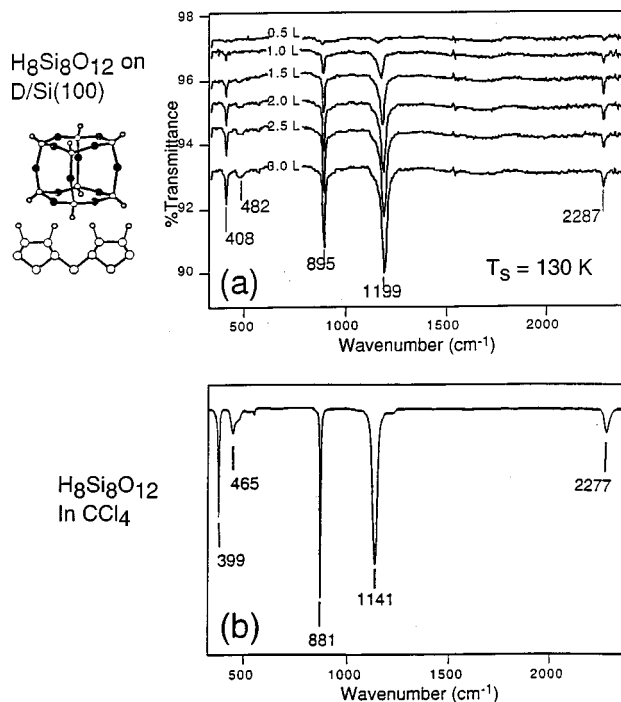 H8Si8O12 on
D/Si(100)
%Transmittance
98
96
94
92
90
0.5 L
1.0 L
1.5 L
2.0 L
2.5 L
3.0 L
408
482
895
1199
2287
(a)
TS = 130 K
500
1000
1500
2000
Wavenumber (cm-1)
H8Si8O12
In CCl4
399
465
881
1141
2277
(b)
500
1000
1500
2000
Wavenumber (cm-1)